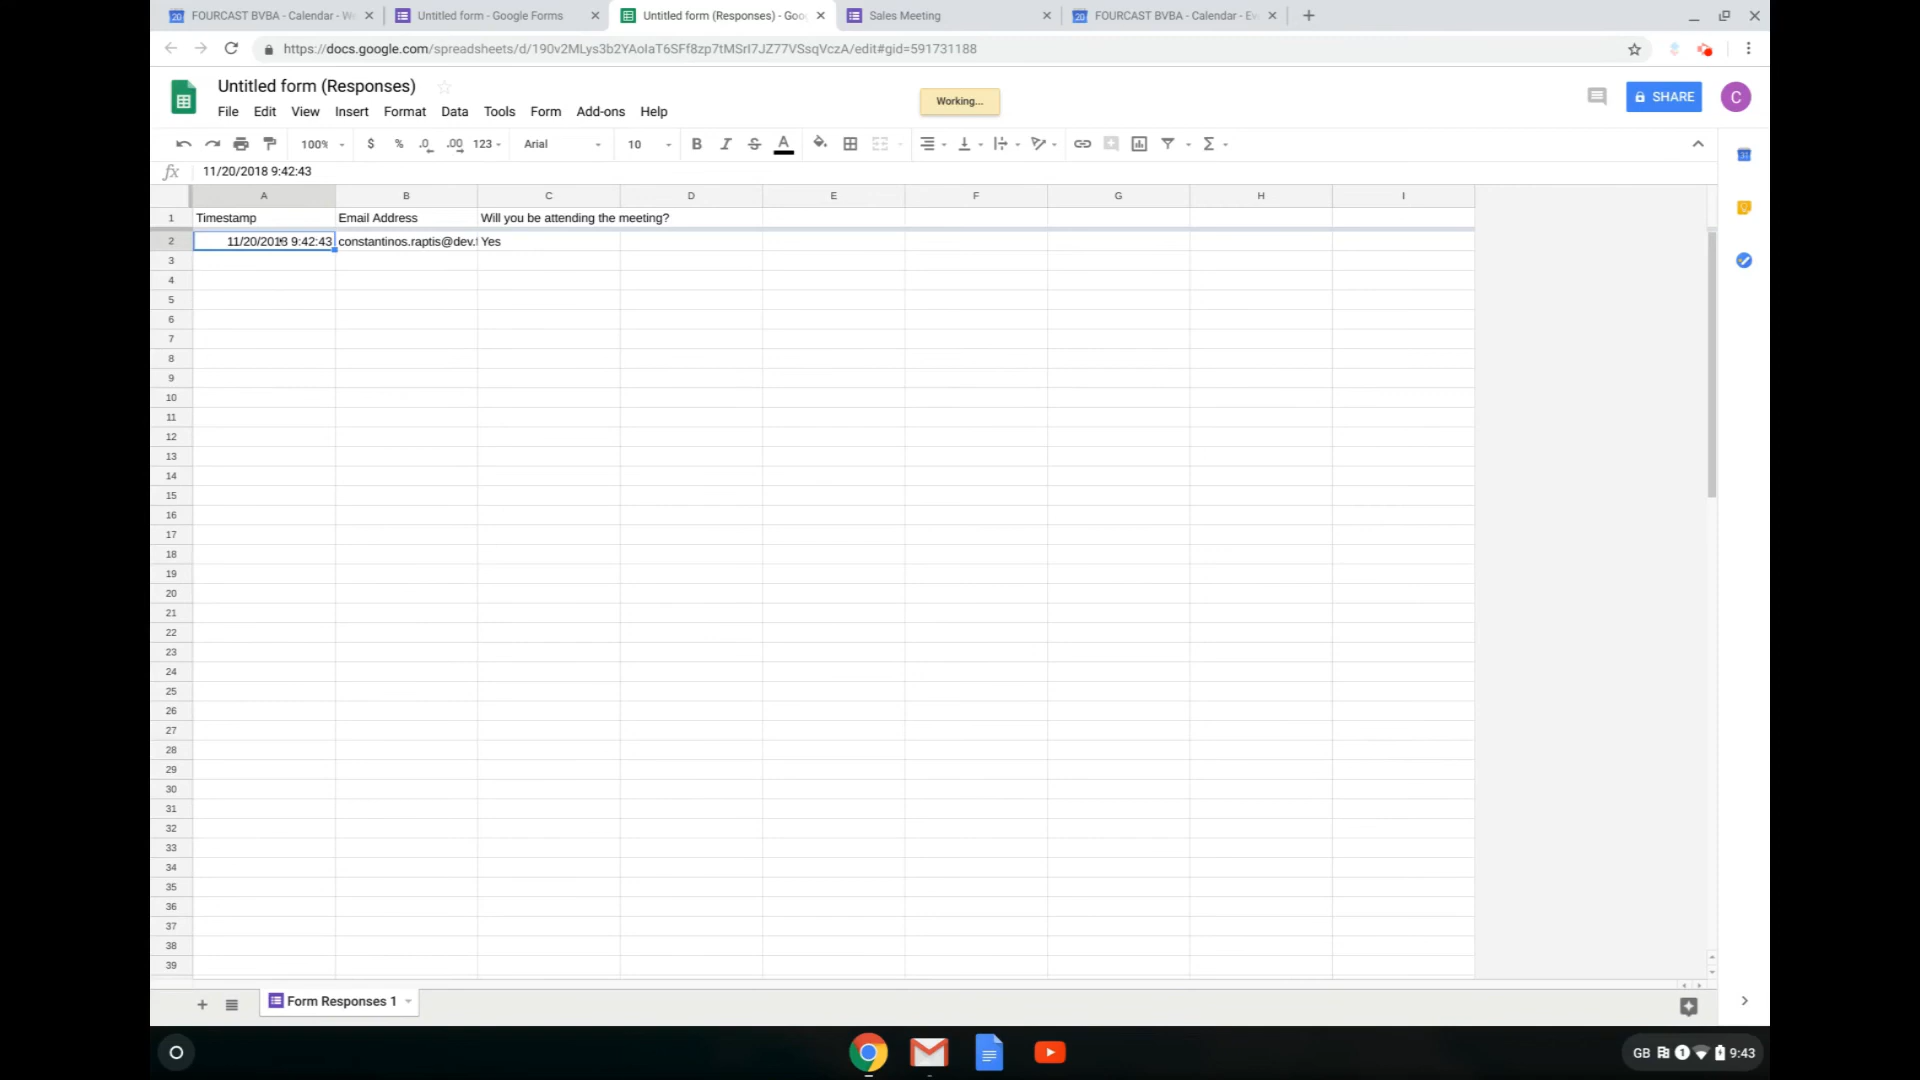 FOURCAST BVBA - Calendar - W
Untitled form - Google Forms
Untitled form (Responses) - Goo
Sales Meeting
FOURCAST BVBA - Calendar - Ev
https://docs.google.com/spreadsheets/d/190v2MLys3b2YAoIaT6SFf8zp7tMSrI7JZ77VSsqVczA/edit#gid=591731188
Untitled form (Responses)
Working...
SHARE
C
File Edit View Insert Format Data Tools Form Add-ons Help
100% $ % .0 .00 123 Arial 10 B I S A
fx 11/20/2018 9:42:43
A B C D E F G H I
1 Timestamp Email Address Will you be attending the meeting?
2 11/20/2018 9:42:43 constantinos.raptis@dev. Yes
3
4
5
6
7
8
9
10
11
12
13
14
15
16
17
18
19
20
21
22
23
24
25
26
27
28
29
30
31
32
33
34
35
36
37
38
39
Form Responses 1
GB 1 9:43